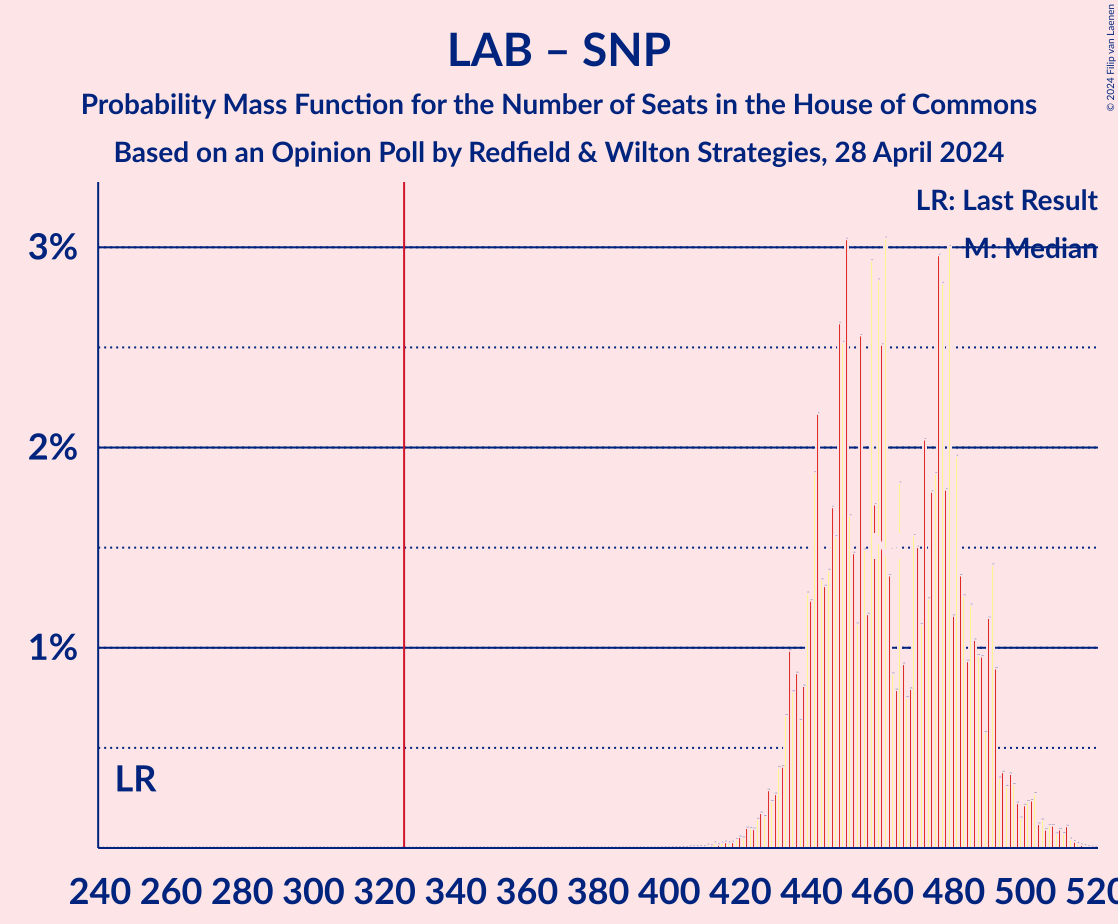 LAB – SNP
Probability Mass Function for the Number of Seats in the House of Commons
Based on an Opinion Poll by Redfield & Wilton Strategies, 28 April 2024
© 2024 Filip van Laenen
LR: Last Result
M: Median
3%
2%
1%
LR
240 260 280 300 320 340 360 380 400 420 440 460 480 500 520